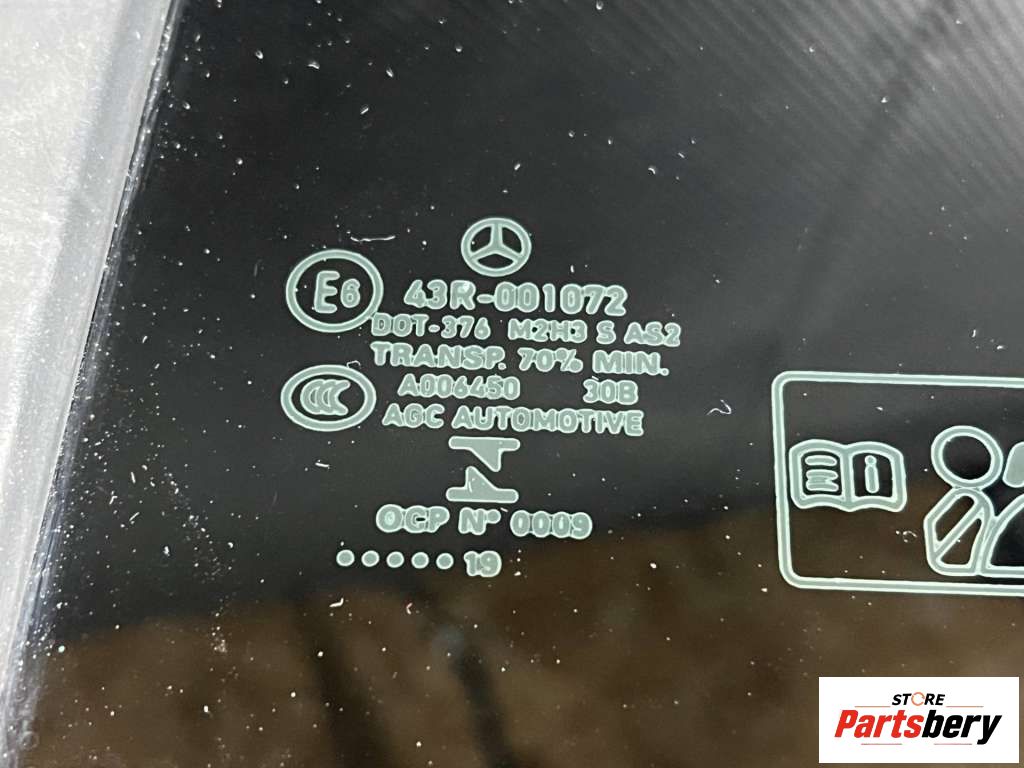 E6
43R-001072
DOT-376 M2H3 S AS2
TRANSP. 70% MIN.
CCC
A006450 30B
AGC AUTOMOTIVE
OCP N° 0009
•••••19
i
STORE
Partsbery